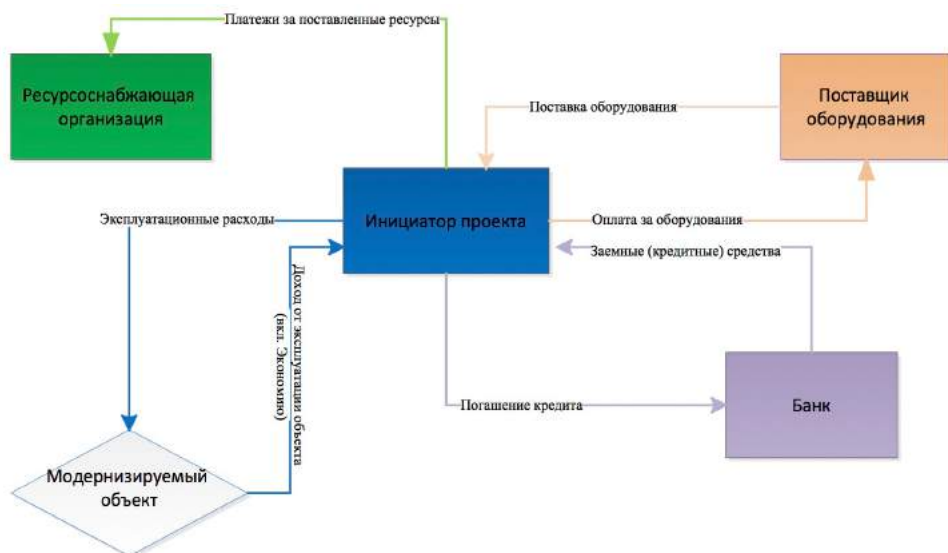 Платежи за поставленные ресурсы
Ресурсоснабжающая
организация
Поставка оборудования
Поставщик
оборудования
Инициатор проекта
Эксплуатационные расходы
Оплата за оборудования
Заемные (кредитные) средства
Доход от эксплуатации объекта
(вкл. Экономию)
Погашение кредита
Банк
Модернизируемый
объект